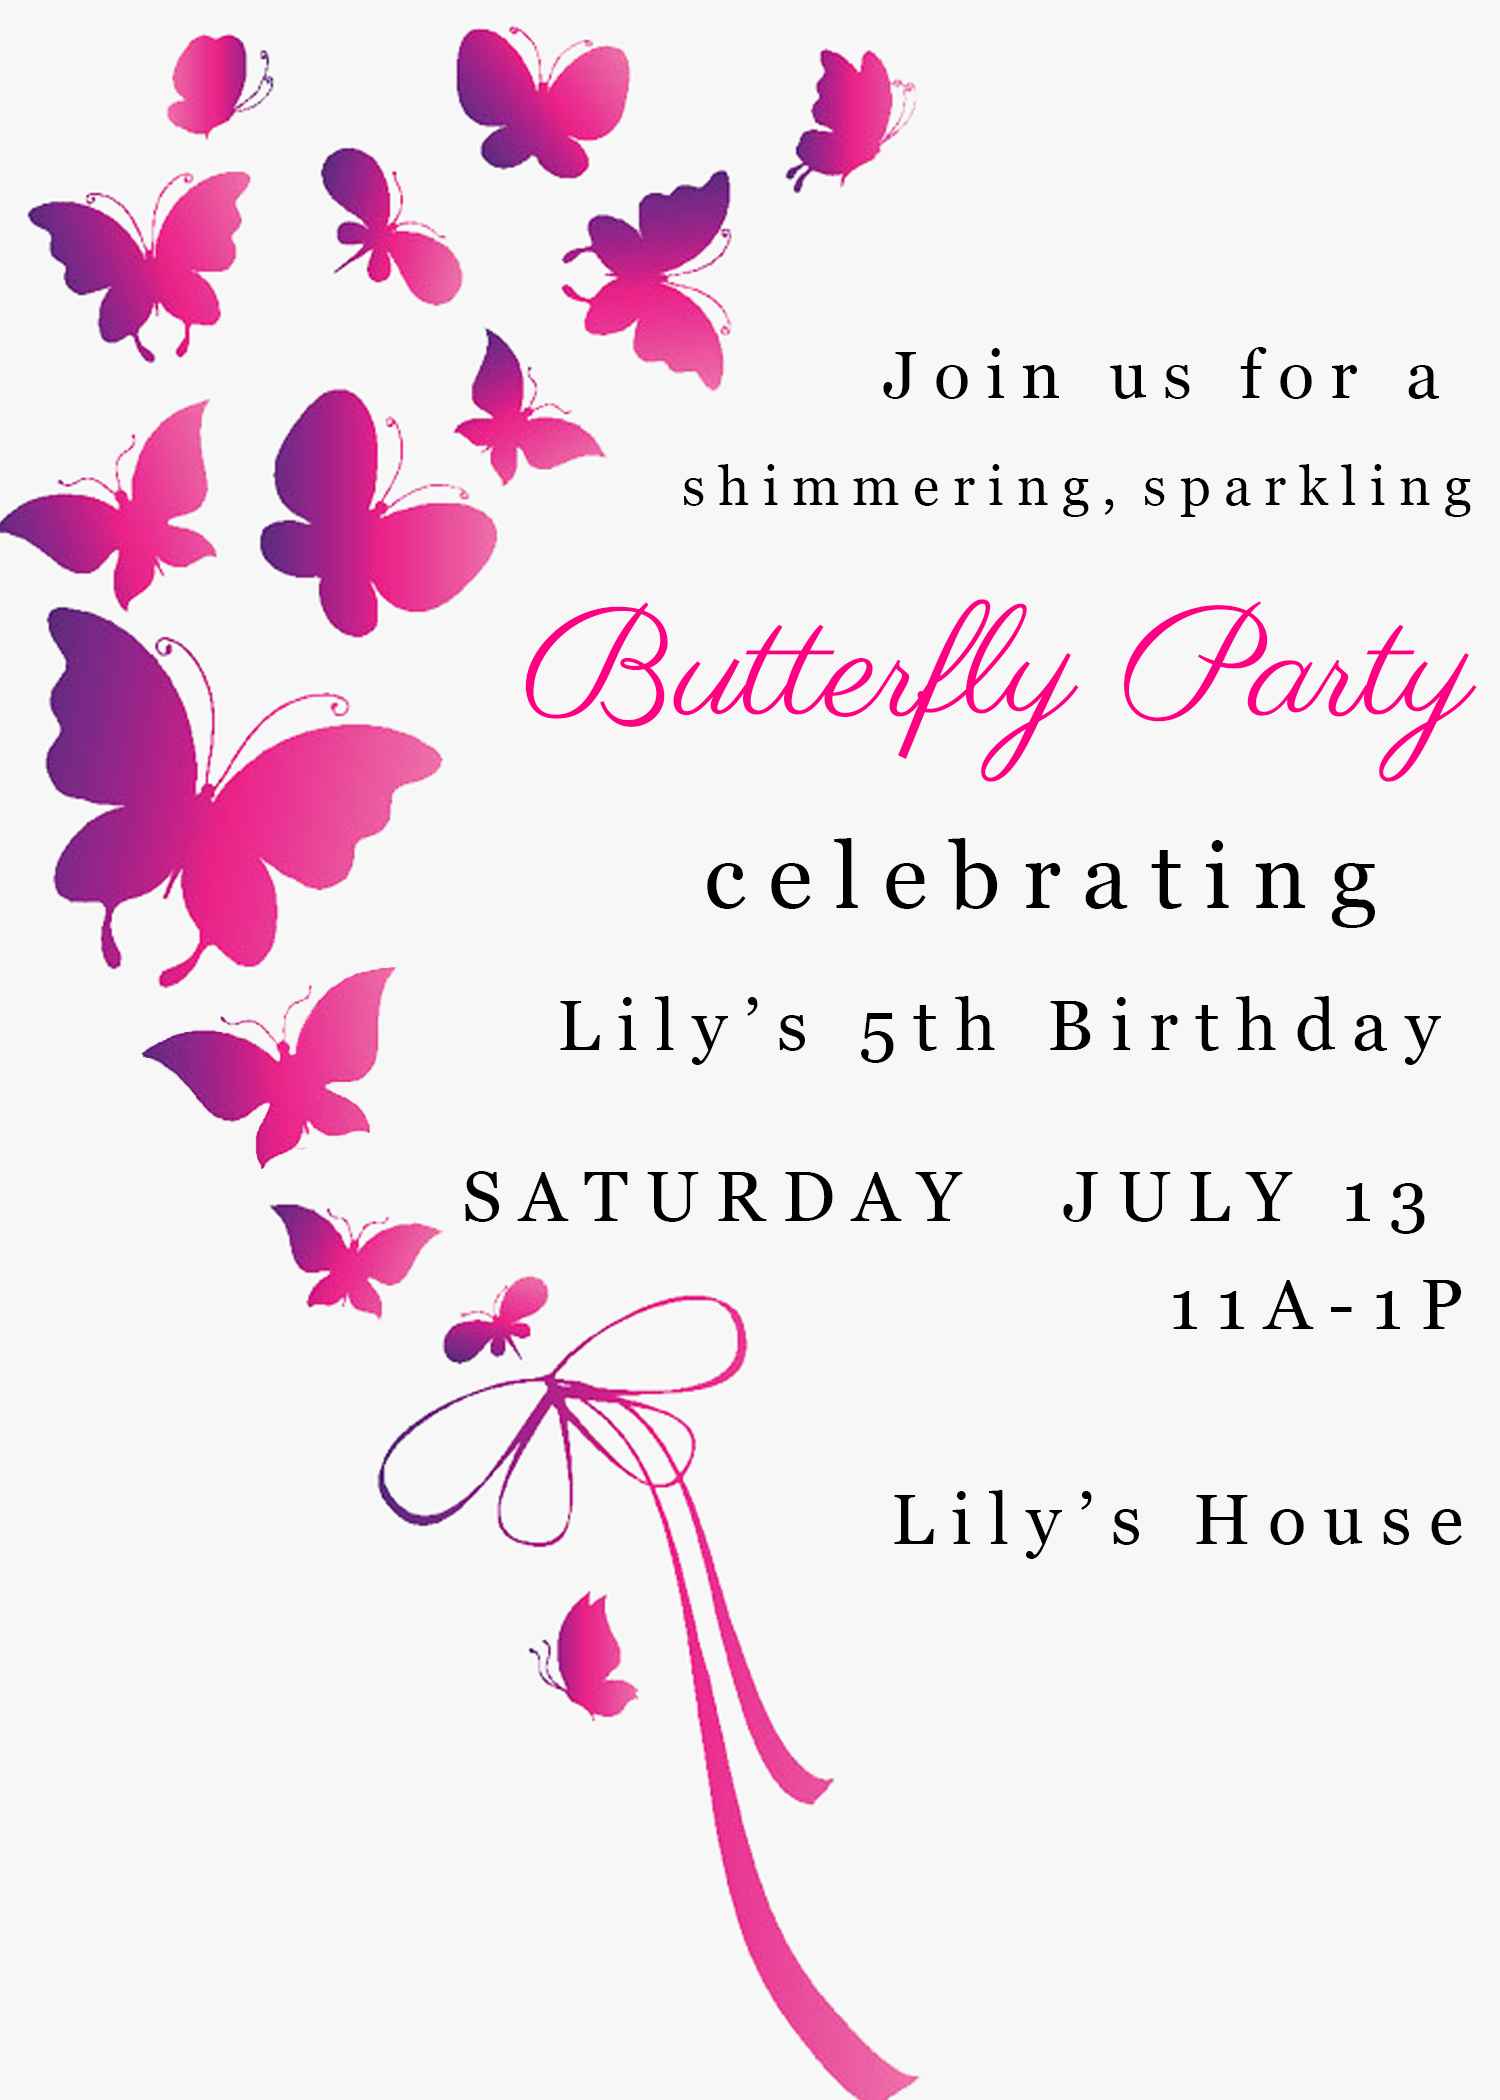 Join us for a
shimmering, sparkling
Butterfly Party
celebrating
Lily’s 5th Birthday
SATURDAY JULY 13
11A-1P
Lily’s House